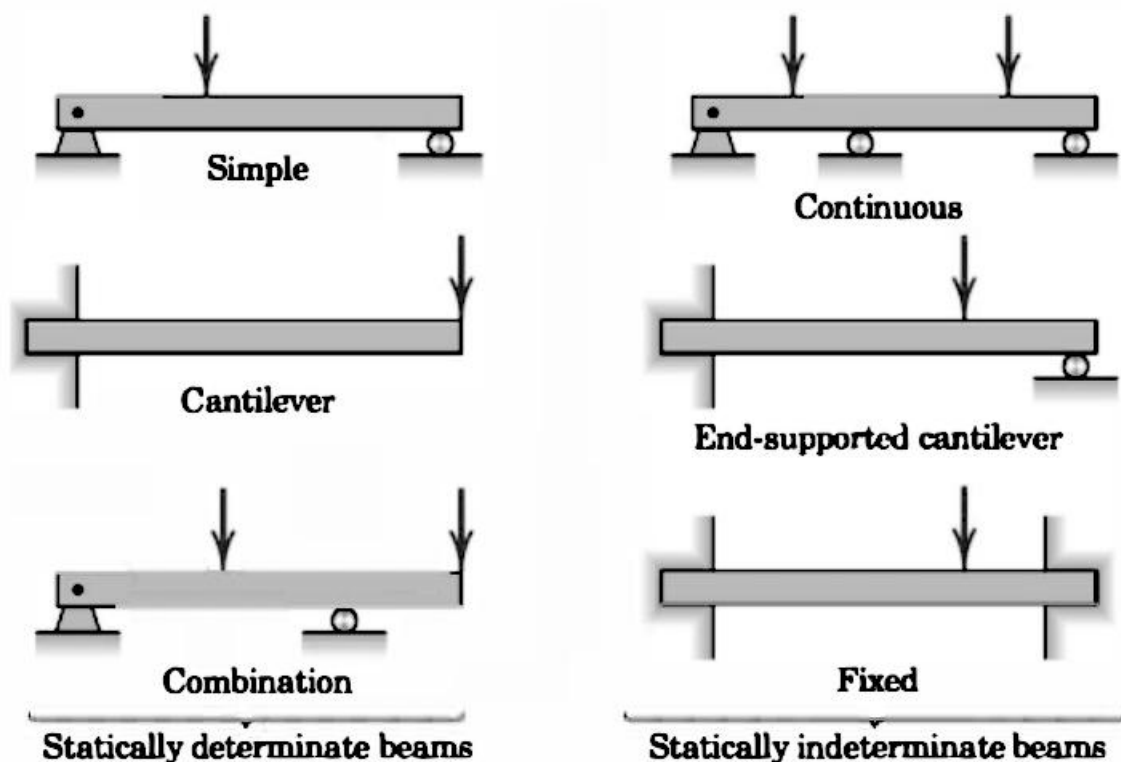 Simple
Continuous
Cantilever
End-supported cantilever
Combination
Fixed
Statically determinate beams
Statically indeterminate beams